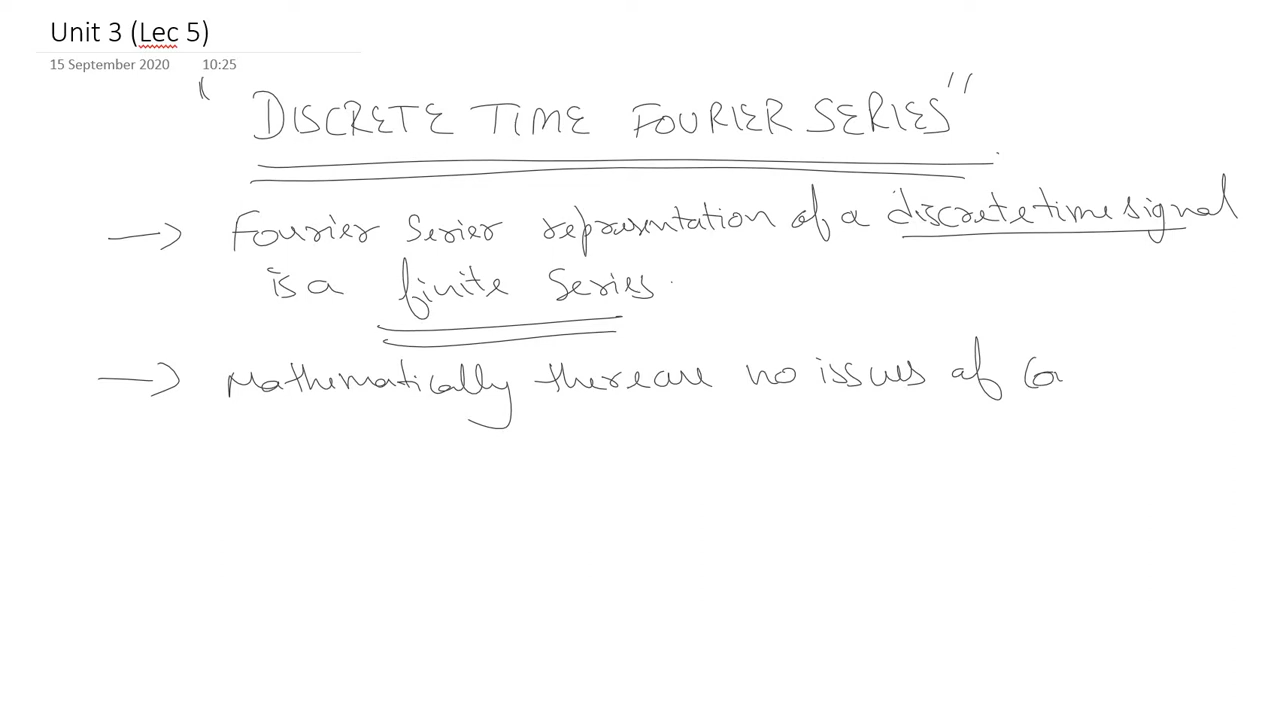 Unit 3 (Lec 5)
15 September 2020 10:25
"DISCRETE TIME FOURIER SERIES"
→ Fourier Series representation of a discrete time signal
is a finite series.
→ Mathematically there are no issues of Co